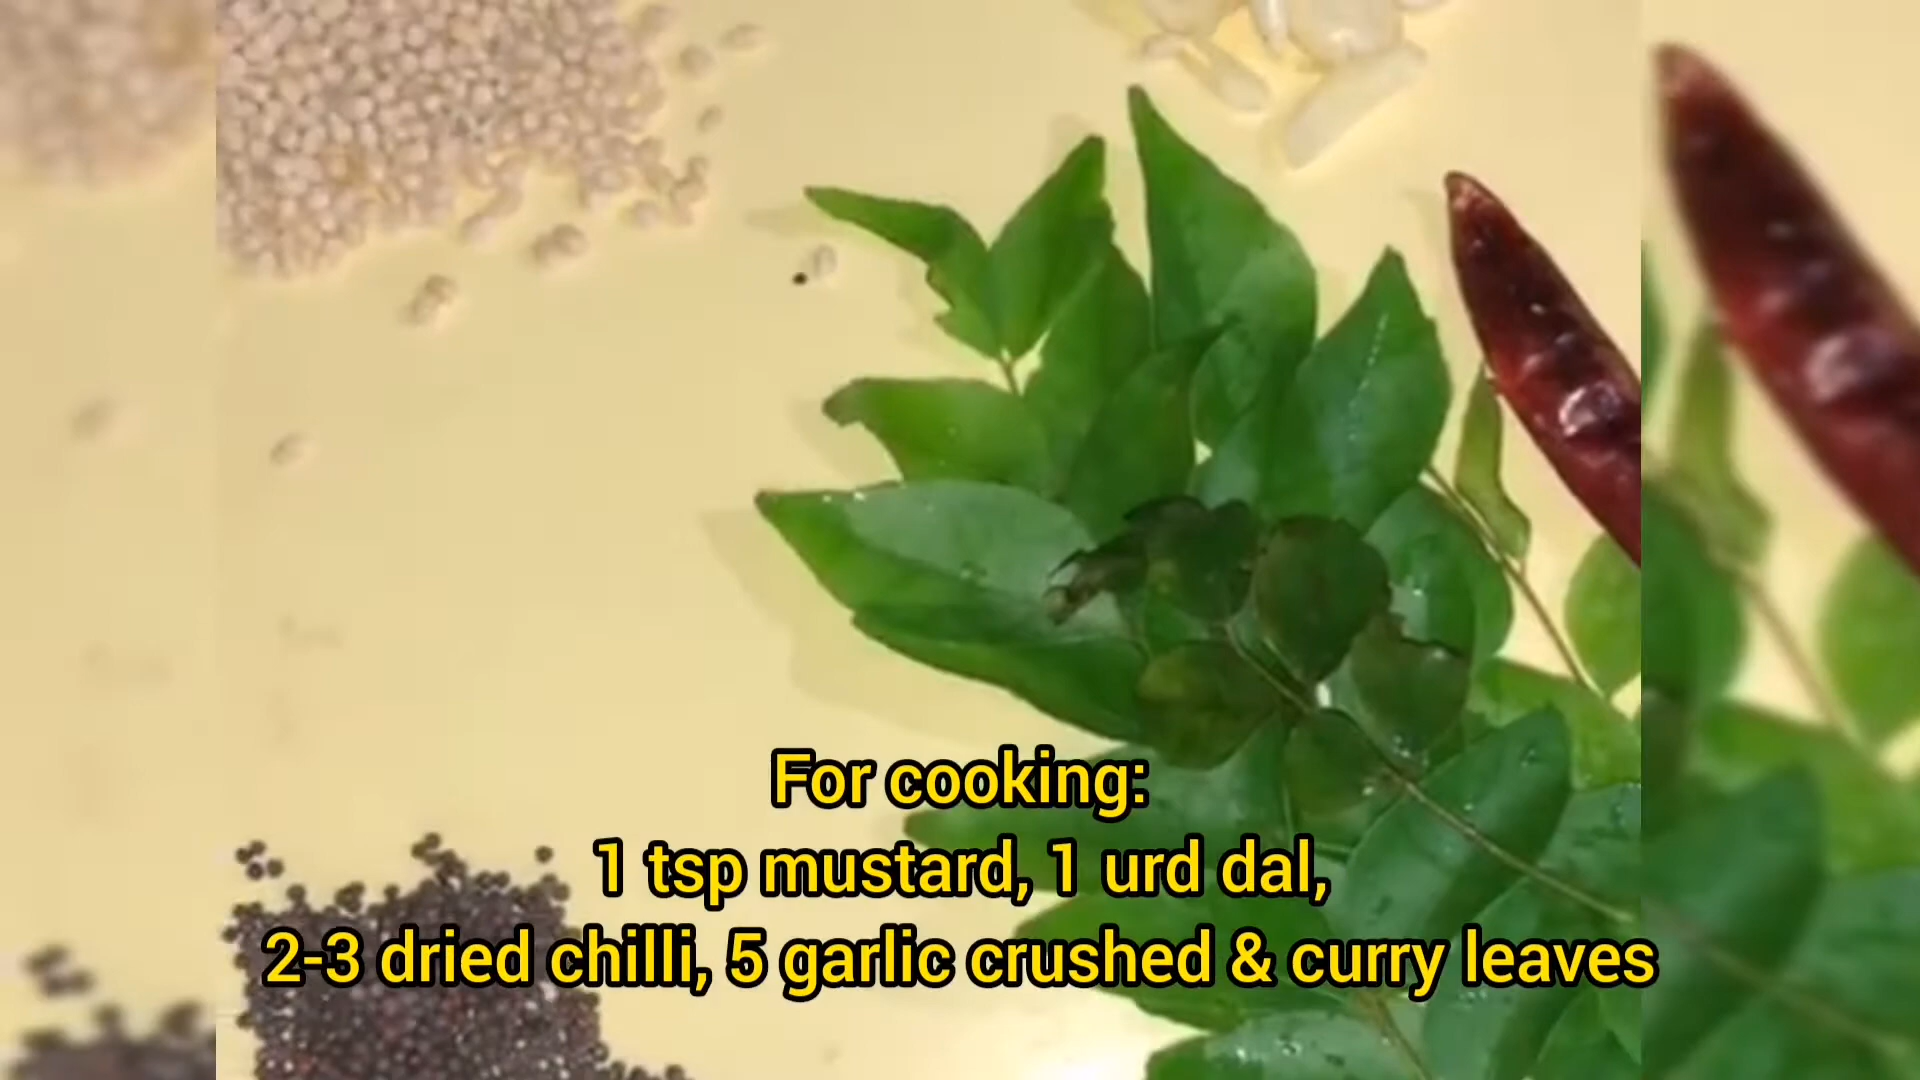 For cooking:
1 tsp mustard, 1 urd dal,
2-3 dried chilli, 5 garlic crushed & curry leaves